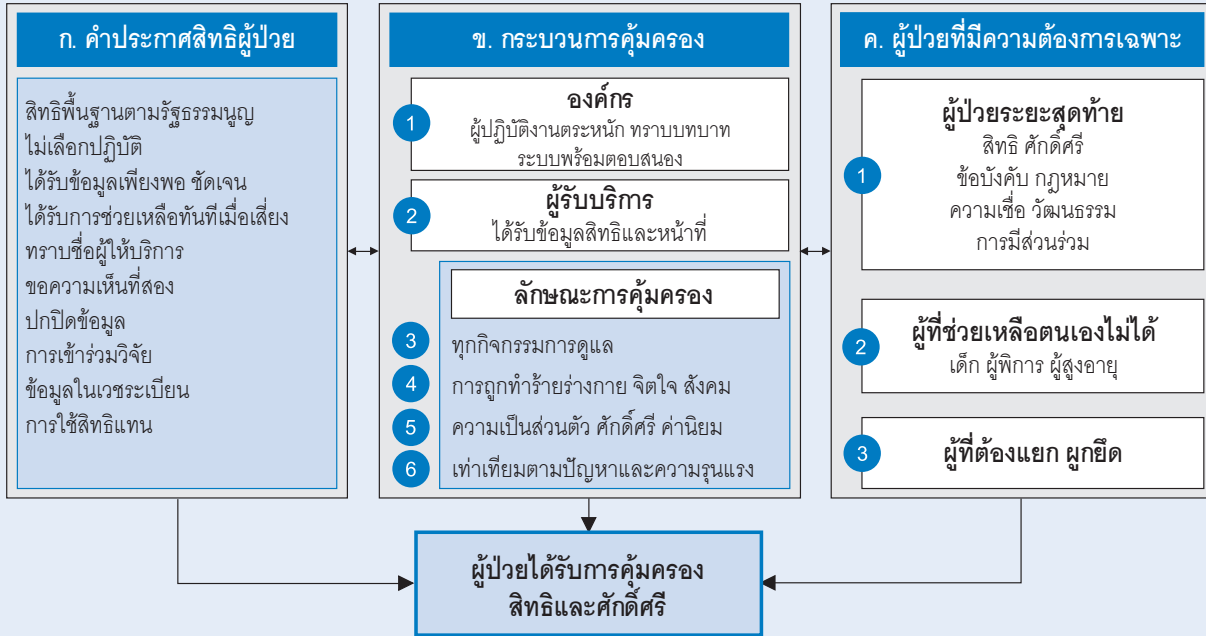 ก. คำประกาศสิทธิผู้ป่วย
สิทธิพื้นฐานตามรัฐธรรมนูญ
ไม่เลือกปฏิบัติ
ได้รับข้อมูลเพียงพอ ชัดเจน
ได้รับการช่วยเหลือทันทีเมื่อเสี่ยง
ทราบชื่อผู้ให้บริการ
ขอความเห็นที่สอง
ปกปิดข้อมูล
การเข้าร่วมวิจัย
ข้อมูลในเวชระเบียน
การใช้สิทธิแทน
ข. กระบวนการคุ้มครอง
องค์กร
1
ผู้ปฏิบัติงานตระหนัก ทราบบทบาท
ระบบพร้อมตอบสนอง
ผู้รับบริการ
2
ได้รับข้อมูลสิทธิและหน้าที่
ลักษณะการคุ้มครอง
3 ทุกกิจกรรมการดูแล
4 การถูกทำร้ายร่างกาย จิตใจ สังคม
5 ความเป็นส่วนตัว ศักดิ์ศรี ค่านิยม
6 เท่าเทียมตามปัญหาและความรุนแรง
ค. ผู้ป่วยที่มีความต้องการเฉพาะ
ผู้ป่วยระยะสุดท้าย
สิทธิ ศักดิ์ศรี
1 ข้อบังคับ กฎหมาย
ความเชื่อ วัฒนธรรม
การมีส่วนร่วม
2 ผู้ที่ช่วยเหลือตนเองไม่ได้
เด็ก ผู้พิการ ผู้สูงอายุ
3 ผู้ที่ต้องแยก ผูกยึด
ผู้ป่วยได้รับการคุ้มครอง
สิทธิและศักดิ์ศรี